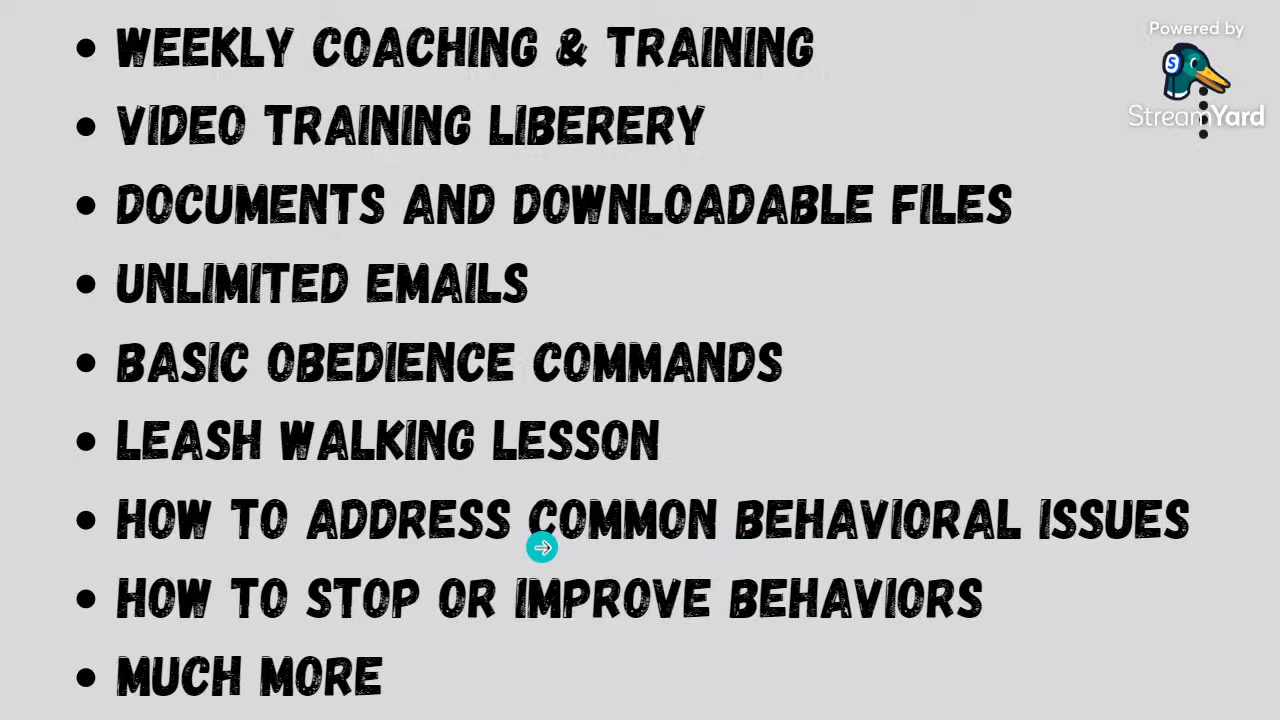 Powered by
StreamYard
• WEEKLY COACHING & TRAINING
• VIDEO TRAINING LIBERERY
• DOCUMENTS AND DOWNLOADABLE FILES
• UNLIMITED EMAILS
• BASIC OBEDIENCE COMMANDS
• LEASH WALKING LESSON
• HOW TO ADDRESS COMMON BEHAVIORAL ISSUES
• HOW TO STOP OR IMPROVE BEHAVIORS
• MUCH MORE